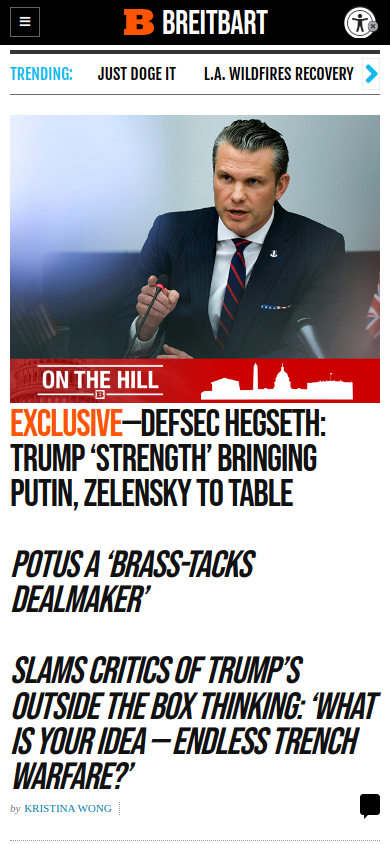 BREITBART
TRENDING:
JUST DOGE IT
L.A. WILDFIRES RECOVERY
ON THE HILL
EXCLUSIVE—DEFSEC HEGSETH:
TRUMP ‘STRENGTH’ BRINGING
PUTIN, ZELENSKY TO TABLE
POTUS A ‘BRASS-TACKS
DEALMAKER’
SLAMS CRITICS OF TRUMP’S
OUTSIDE THE BOX THINKING: ‘WHAT
IS YOUR IDEA — ENDLESS TRENCH
WARFARE?’
by KRISTINA WONG